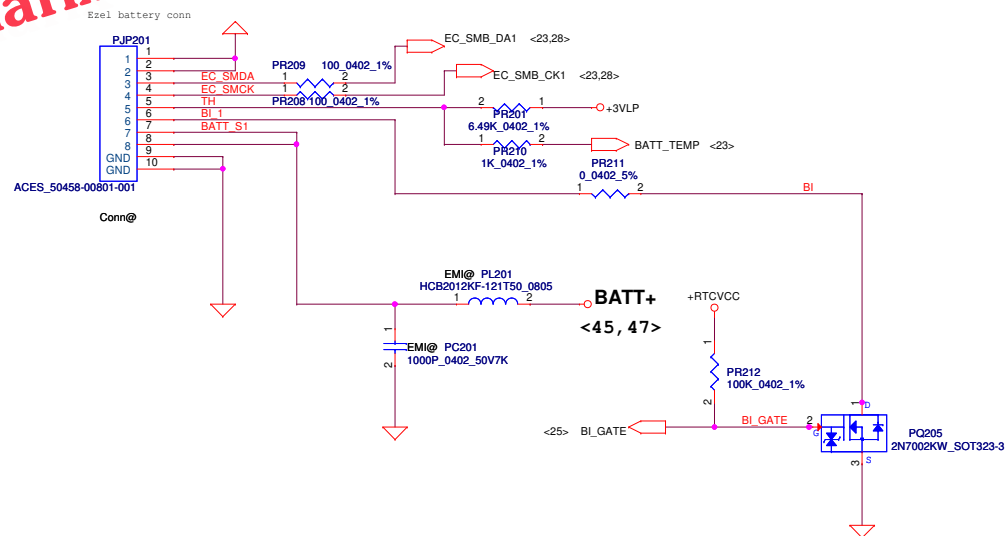 Ezel battery conn
PJP201
1 1
2 2
3 3 EC_SMDA
4 4 EC_SMCK
5 5 TH
6 6 BI_1
7 7 BATT_S1
8 8
GND 9
GND 10
ACES_50458-00801-001
Conn@
PR209 100_0402_1%
1 2
EC_SMB_DA1 <23,28>
1 2
PR208 100_0402_1%
EC_SMB_CK1 <23,28>
2 1
PR201
6.49K_0402_1%
+3VLP
1 2
PR210
1K_0402_1%
BATT_TEMP <23>
PR211
0_0402_5%
1 2
BI
EMI@ PL201
HCB2012KF-121T50_0805
1 2
BATT+
<45,47>
1
EMI@ PC201
1000P_0402_50V7K
2
+RTCVCC
1
PR212
100K_0402_1%
2
<25> BI_GATE
BI_GATE
2
G
1
D
3
S
PQ205
2N7002KW_SOT323-3